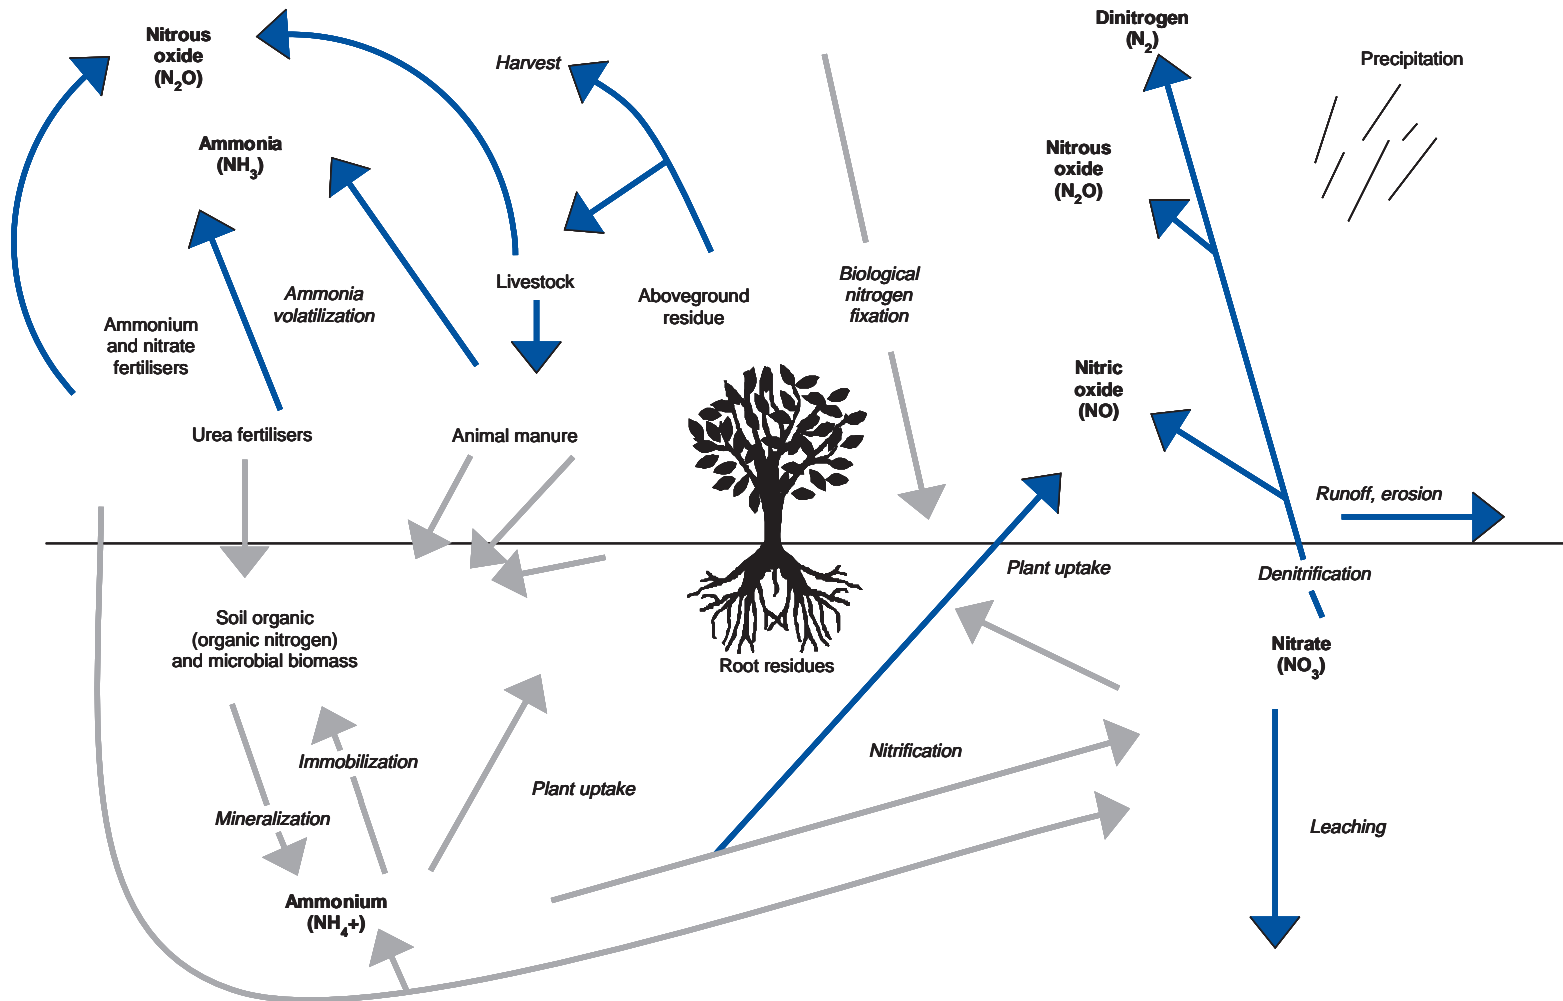 Nitrous
oxide
(N₂O)
Harvest
Dinitrogen
(N₂)
Precipitation
Ammonia
(NH₃)
Nitrous
oxide
(N₂O)
Ammonia
volatilization
Livestock
Aboveground
residue
Biological
nitrogen
fixation
Ammonium
and nitrate
fertilisers
Nitric
oxide
(NO)
Urea fertilisers
Animal manure
Runoff, erosion
Plant uptake
Denitrification
Soil organic
(organic nitrogen)
and microbial biomass
Root residues
Nitrate
(NO₃)
Immobilization
Nitrification
Plant uptake
Mineralization
Leaching
Ammonium
(NH₄+)